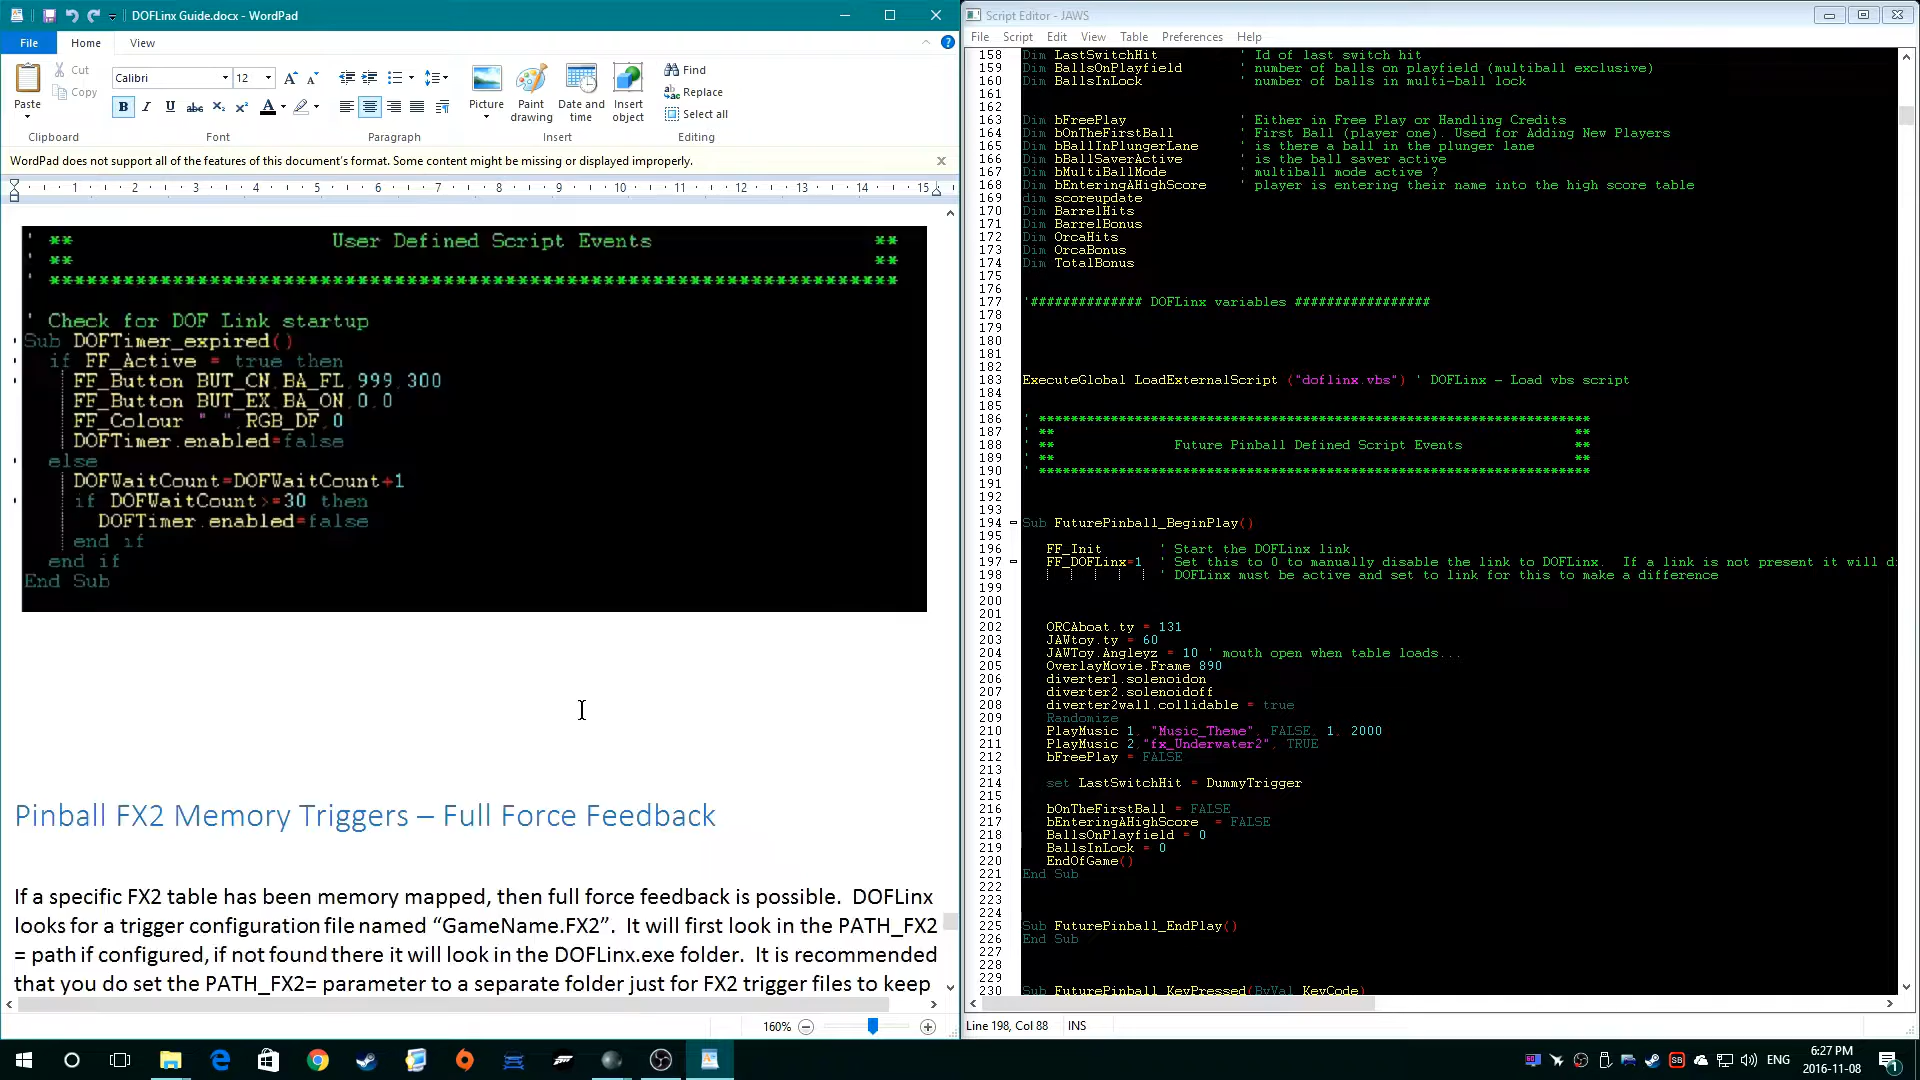 DOFLinx Guide.docx - WordPad
File Home View
Paste
Cut
Copy
Clipboard
Calibri 12
Font
Paragraph
Picture
Paint drawing
Date and time
Insert object
Insert
Find
Replace
Select all
Editing
WordPad does not support all of the features of this document's format. Some content might be missing or displayed improperly.
1 2 3 4 5 6 7 8 9 10 11 12 13 14 15
' ** User Defined Script Events **
' ** **
' **********************************************************************
' Check for DOF Link startup
Sub DOFTimer_expired()
if FF_Active = true then
FF_Button BUT_CN,BA_FL,999,300
FF_Button BUT_EX,BA_ON,0,0
FF_Colour " ",RGB_DF,0
DOFTimer.enabled=false
else
DOFWaitCount=DOFWaitCount+1
if DOFWaitCount>=30 then
DOFTimer.enabled=false
end if
end if
End Sub
Pinball FX2 Memory Triggers – Full Force Feedback
If a specific FX2 table has been memory mapped, then full force feedback is possible. DOFLinx
looks for a trigger configuration file named “GameName.FX2”. It will first look in the PATH_FX2
= path if configured, if not found there it will look in the DOFLinx.exe folder. It is recommended
that you do set the PATH_FX2= parameter to a separate folder just for FX2 trigger files to keep
160%
Script Editor - JAWS
File Script Edit View Table Preferences Help
158 Dim LastSwitchHit ' Id of last switch hit
159 Dim BallsOnPlayfield ' number of balls on playfield (multiball exclusive)
160 Dim BallsInLock ' number of balls in multi-ball lock
161
162
163 Dim bFreePlay ' Either in Free Play or Handling Credits
164 Dim bOnTheFirstBall ' First Ball (player one). Used for Adding New Players
165 Dim bBallInPlungerLane ' is there a ball in the plunger lane
166 Dim bBallSaverActive ' is the ball saver active
167 Dim bMultiBallMode ' multiball mode active ?
168 Dim bEnteringAHighScore ' player is entering their name into the high score table
169 dim scoreupdate
170 Dim BarrelHits
171 Dim BarrelBonus
172 Dim OrcaHits
173 Dim OrcaBonus
174 Dim TotalBonus
175
176
177 '############## DOFLinx variables #################
178
179
180
181
182
183 ExecuteGlobal LoadExternalScript ("doflinx.vbs") ' DOFLinx - Load vbs script
184
185
186 ' *********************************************************************
187 ' ** **
188 ' ** Future Pinball Defined Script Events **
189 ' ** **
190 ' *********************************************************************
191
192
193
194 Sub FuturePinball_BeginPlay()
195
196 FF_Init ' Start the DOFLinx link
197 FF_DOFLinx=1 ' Set this to 0 to manually disable the link to DOFLinx. If a link is not present it will d
198 ' DOFLinx must be active and set to link for this to make a difference
199
200
201
202 ORCAboat.ty = 131
203 JAWtoy.ty = 60
204 JAWToy.Angleyz = 10 ' mouth open when table loads...
205 OverlayMovie.Frame 890
206 diverter1.solenoidon
207 diverter2.solenoidoff
208 diverter2wall.collidable = true
209 Randomize
210 PlayMusic 1, "Music_Theme", FALSE, 1, 2000
211 PlayMusic 2,"fx_Underwater2", TRUE
212 bFreePlay = FALSE
213
214 set LastSwitchHit = DummyTrigger
215
216 bOnTheFirstBall = FALSE
217 bEnteringAHighScore = FALSE
218 BallsOnPlayfield = 0
219 BallsInLock = 0
220 EndOfGame()
221 End Sub
222
223
224
225 Sub FuturePinball_EndPlay()
226 End Sub
227
228
229
230 Sub FuturePinball_KeyPressed(ByVal KeyCode)
Line 198, Col 88 INS
ENG
6:27 PM
2016-11-08